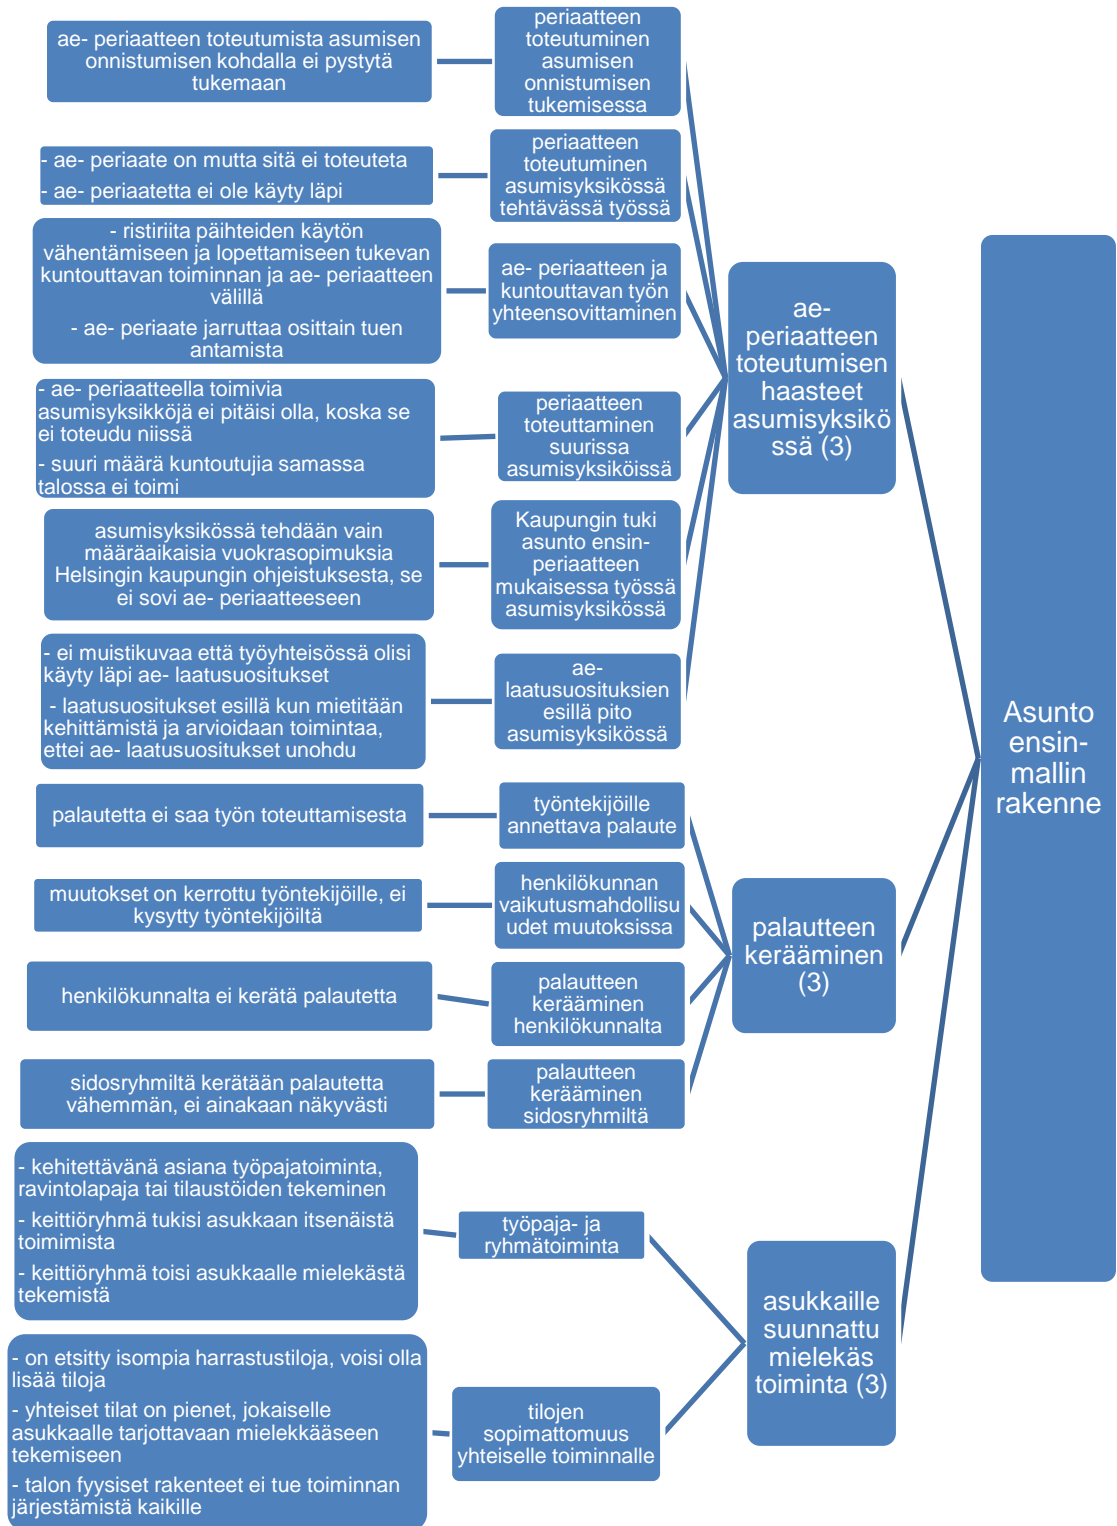 ae- periaatteen toteutumista asumisen
onnistumisen kohdalla ei pystytä
tukemaan
periaatteen
toteutuminen
asumisen
onnistumisen
tukemisessa
- ae- periaate on mutta sitä ei toteuteta
- ae- periaatetta ei ole käyty läpi
periaatteen
toteutuminen
asumisyksikössä
tehtävässä työssä
- ristiriita päihteiden käytön
vähentämiseen ja lopettamiseen tukevan
kuntouttavan toiminnan ja ae- periaatteen
välillä
- ae- periaate jarruttaa osittain tuen
antamista
ae- periaatteen ja
kuntouttavan työn
yhteensovittaminen
- ae- periaatteella toimivia
asumisyksikköjä ei pitäisi olla, koska se
ei toteudu niissä
- suuri määrä kuntoutujia samassa
talossa ei toimi
periaatteen
toteuttaminen
suurissa
asumisyksiköissä
asumisyksikössä tehdään vain
määräaikaisia vuokrasopimuksia
Helsingin kaupungin ohjeistuksesta, se
ei sovi ae- periaatteeseen
Kaupungin tuki
asunto ensin-
periaatteen
mukaisessa työssä
asumisyksikössä
- ei muistikuvaa että työyhteisössä olisi
käyty läpi ae- laatusuositukset
- laatusuositukset esillä kun mietitään
kehittämistä ja arvioidaan toimintaa,
ettei ae- laatusuositukset unohdu
ae-
laatusuosituksien
esillä pito
asumisyksikössä
ae-
periaatteen
toteutumisen
haasteet
asumisyksikö
ssä (3)
palautetta ei saa työn toteuttamisesta
työntekijöille
annettava palaute
muutokset on kerrottu työntekijöille, ei
kysytty työntekijöiltä
henkilökunnan
vaikutusmahdollisu
udet muutoksissa
henkilökunnalta ei kerätä palautetta
palautteen
kerääminen
henkilökunnalta
sidosryhmiltä kerätään palautetta
vähemmän, ei ainakaan näkyvästi
palautteen
kerääminen
sidosryhmiltä
palautteen
kerääminen
(3)
- kehitettävänä asiana työpajatoiminta,
ravintolapaja tai tilaustöiden tekeminen
- keittiöryhmä tukisi asukkaan itsenäistä
toimimista
- keittiöryhmä toisi asukkaalle mielekästä
tekemistä
työpaja- ja
ryhmätoiminta
- on etsitty isompia harrastustiloja, voisi olla
lisää tiloja
- yhteiset tilat on pienet, jokaiselle
asukkaalle tarjottavaan mielekkääseen
tekemiseen
- talon fyysiset rakenteet ei tue toiminnan
järjestämistä kaikille
tilojen
sopimattomuus
yhteiselle toiminnalle
asukkaille
suunnattu
mielekäs
toiminta (3)
Asunto
ensin-
mallin
rakenne